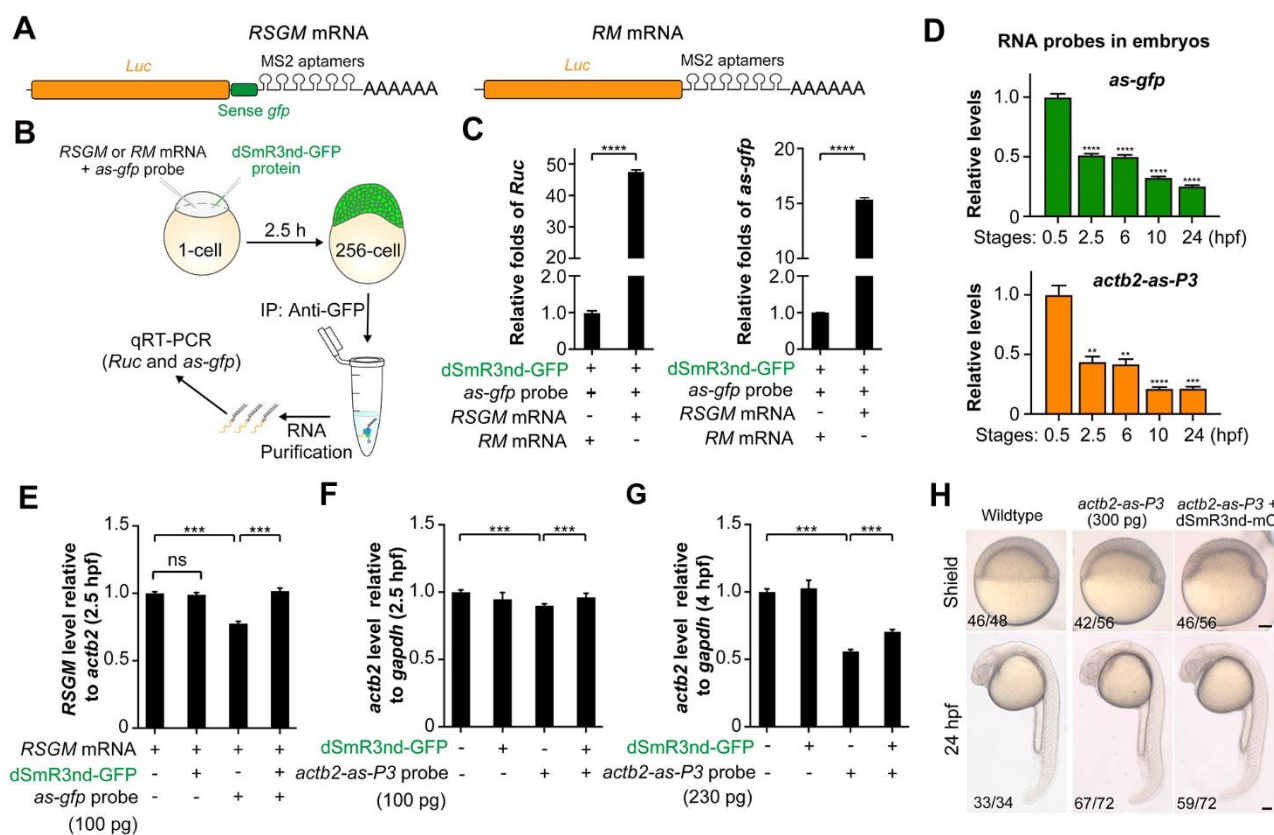 A
RSGM mRNA
RM mRNA
Luc
MS2 aptamers
AAAAAA
Sense gfp
Luc
MS2 aptamers
AAAAAA
B
RSGM or RM mRNA
+ as-gfp probe
dSmR3nd-GFP
protein
1-cell
2.5 h
256-cell
IP: Anti-GFP
qRT-PCR
(Ruc and as-gfp)
RNA
Purification
C
Relative folds of Ruc
50
40
30
20
2.0
1.0
0
****
dSmR3nd-GFP + +
as-gfp probe + +
RSGM mRNA - +
RM mRNA + -
Relative folds of as-gfp
20
15
10
2.0
1.0
0
****
dSmR3nd-GFP + +
as-gfp probe + +
RSGM mRNA - +
RM mRNA + -
D
RNA probes in embryos
as-gfp
Relative levels
1.0
0.5
0
**** **** **** ****
Stages: 0.5 2.5 6 10 24 (hpf)
actb2-as-P3
Relative levels
1.0
0.5
0
** ** **** ***
Stages: 0.5 2.5 6 10 24 (hpf)
E
RSGM level relative
to actb2 (2.5 hpf)
1.5
1.0
0.5
0
*** ***
ns
RSGM mRNA + + + +
dSmR3nd-GFP - + - +
as-gfp probe - - + +
(100 pg)
F
actb2 level relative
to gapdh (2.5 hpf)
1.5
1.0
0.5
0
*** ***
dSmR3nd-GFP - + - +
actb2-as-P3 probe - - + +
(100 pg)
G
actb2 level relative
to gapdh (4 hpf)
1.5
1.0
0.5
0
*** ***
dSmR3nd-GFP - + - +
actb2-as-P3 probe - - + +
(230 pg)
H
Wildtype
actb2-as-P3
(300 pg)
actb2-as-P3 +
dSmR3nd-mC
Shield
46/48
42/56
46/56
24 hpf
33/34
67/72
59/72